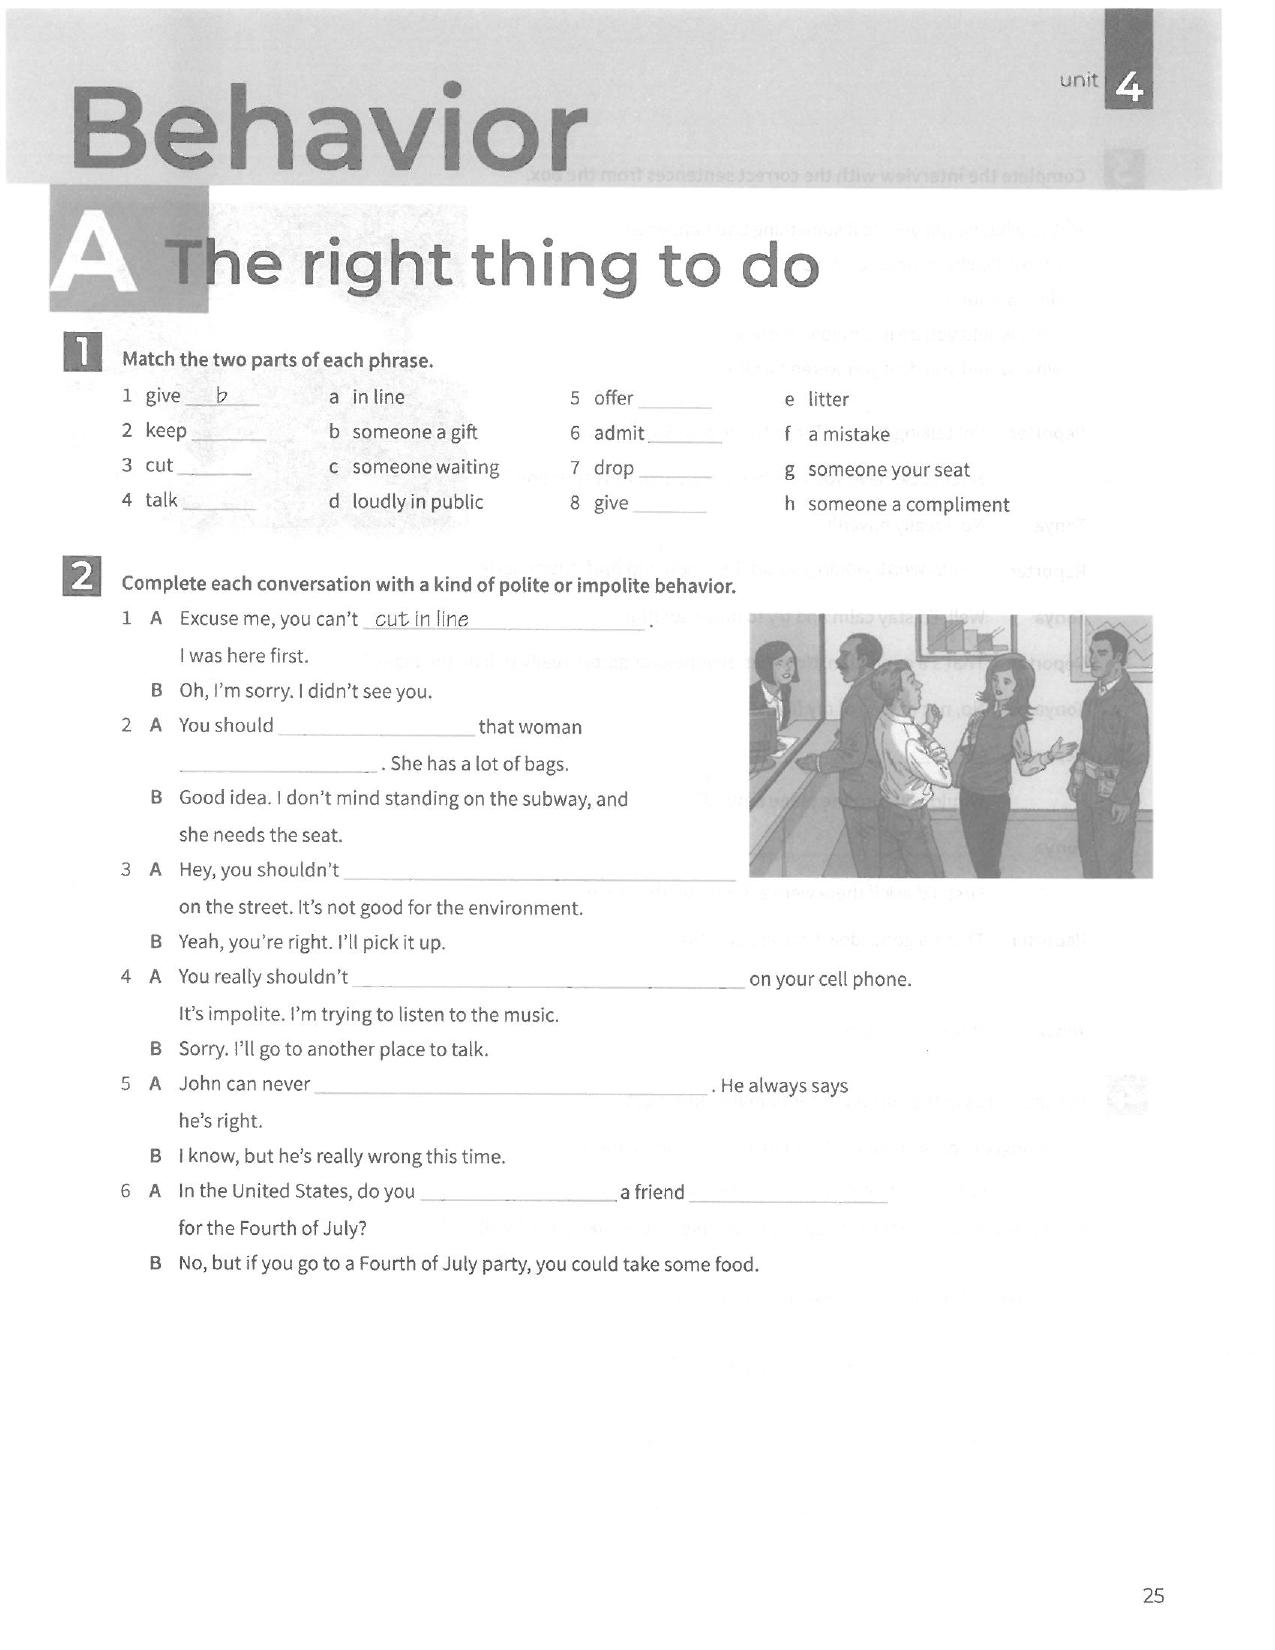 unit 4
Behavior
A The right thing to do
1 Match the two parts of each phrase.
1 give b a in line 5 offer ______ e litter
2 keep ______ b someone a gift 6 admit ______ f a mistake
3 cut ______ c someone waiting 7 drop ______ g someone your seat
4 talk ______ d loudly in public 8 give ______ h someone a compliment
2 Complete each conversation with a kind of polite or impolite behavior.
1 A Excuse me, you can't cut in line .
I was here first.
B Oh, I'm sorry. I didn't see you.
2 A You should ______ that woman
______ . She has a lot of bags.
B Good idea. I don't mind standing on the subway, and
she needs the seat.
3 A Hey, you shouldn't ______
on the street. It's not good for the environment.
B Yeah, you're right. I'll pick it up.
4 A You really shouldn't ______ on your cell phone.
It's impolite. I'm trying to listen to the music.
B Sorry. I'll go to another place to talk.
5 A John can never ______ . He always says
he's right.
B I know, but he's really wrong this time.
6 A In the United States, do you ______ a friend ______
for the Fourth of July?
B No, but if you go to a Fourth of July party, you could take some food.
25